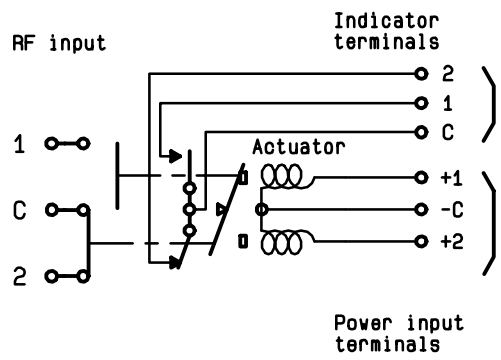 Indicator
terminals
RF input
2
1
C
Actuator
1
+1
C
-C
2
+2
Power input
terminals